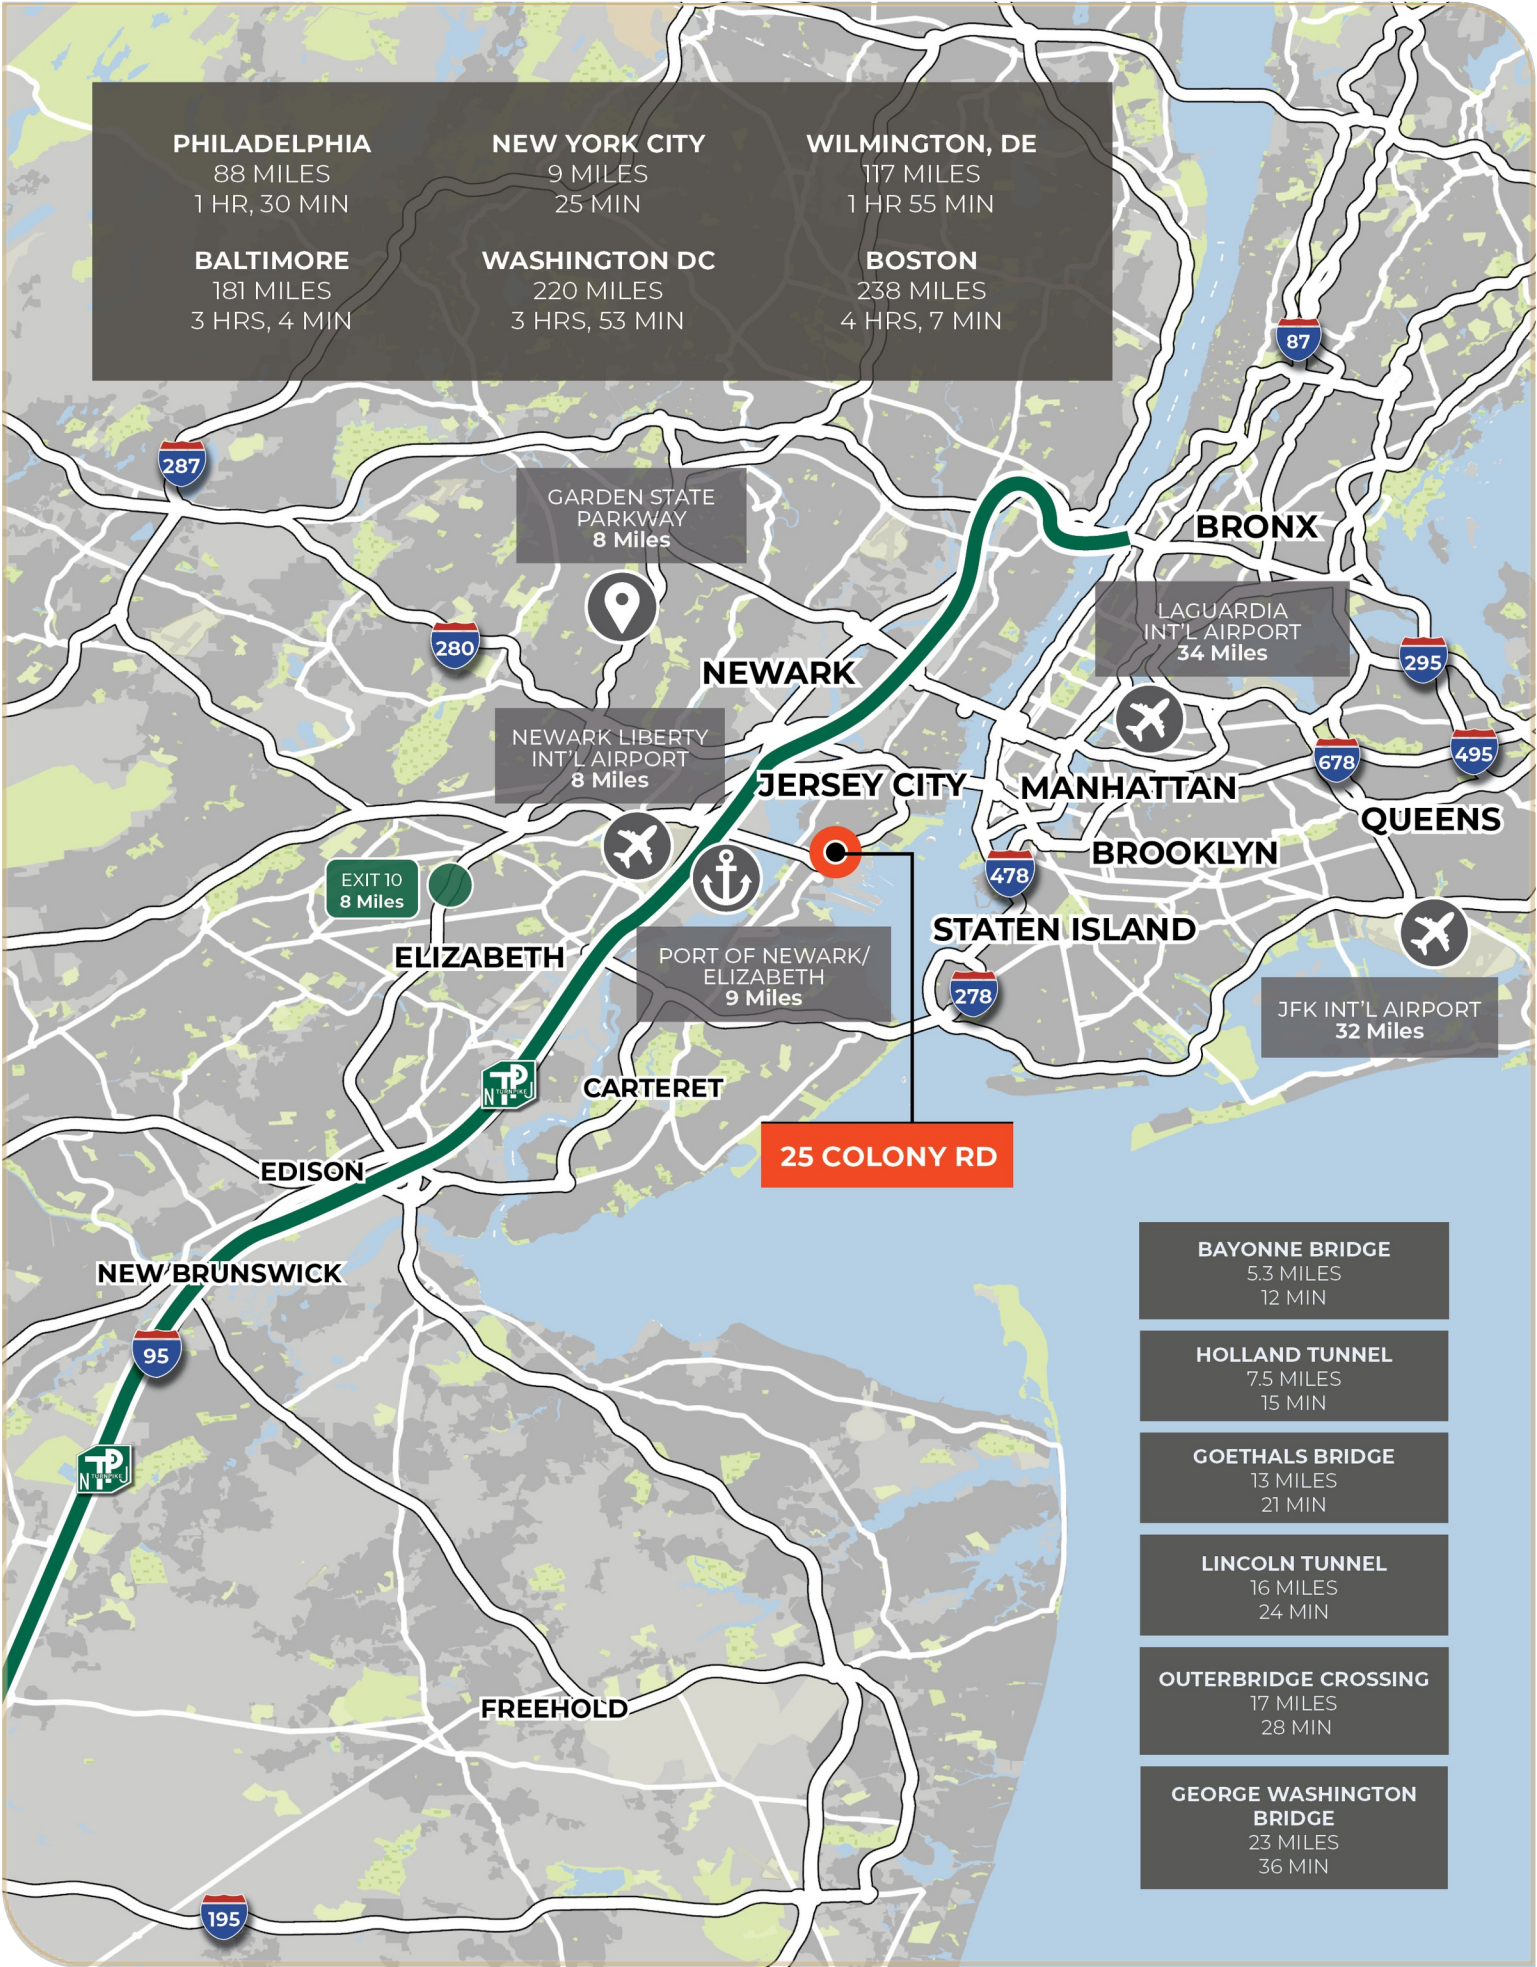 PHILADELPHIA
88 MILES
1 HR, 30 MIN
NEW YORK CITY
9 MILES
25 MIN
WILMINGTON, DE
117 MILES
1 HR 55 MIN
BALTIMORE
181 MILES
3 HRS, 4 MIN
WASHINGTON DC
220 MILES
3 HRS, 53 MIN
BOSTON
238 MILES
4 HRS, 7 MIN
87
287
GARDEN STATE
PARKWAY
8 Miles
BRONX
LAGUARDIA
INT'L AIRPORT
34 Miles
280
295
NEWARK
NEWARK LIBERTY
INT'L AIRPORT
8 Miles
678
495
JERSEY CITY
MANHATTAN
QUEENS
BROOKLYN
478
EXIT 10
8 Miles
STATEN ISLAND
ELIZABETH
PORT OF NEWARK/
ELIZABETH
9 Miles
278
JFK INT'L AIRPORT
32 Miles
N TP J
TURNPIKE
CARTERET
25 COLONY RD
EDISON
NEW BRUNSWICK
95
N TP J
TURNPIKE
FREEHOLD
195
BAYONNE BRIDGE
5.3 MILES
12 MIN
HOLLAND TUNNEL
7.5 MILES
15 MIN
GOETHALS BRIDGE
13 MILES
21 MIN
LINCOLN TUNNEL
16 MILES
24 MIN
OUTERBRIDGE CROSSING
17 MILES
28 MIN
GEORGE WASHINGTON
BRIDGE
23 MILES
36 MIN